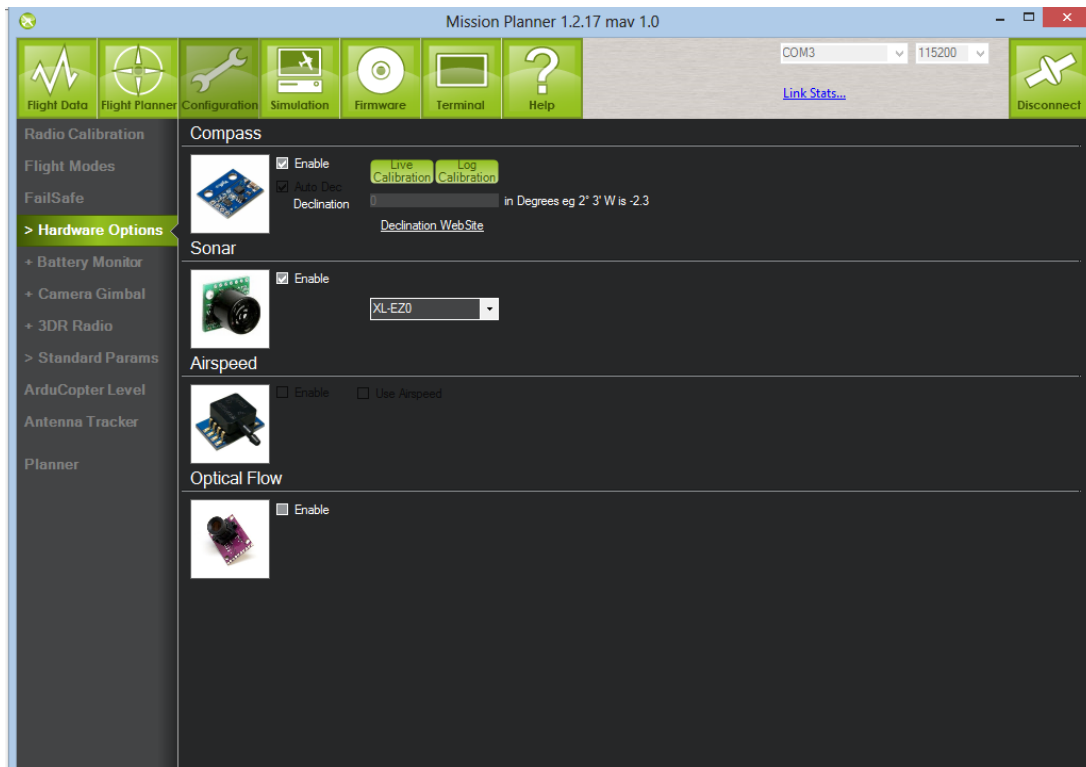 Mission Planner 1.2.17 mav 1.0
COM3 115200
Link Stats...
Flight Data Flight Planner Configuration Simulation Firmware Terminal Help Disconnect
Radio Calibration
Flight Modes
FailSafe
> Hardware Options
+ Battery Monitor
+ Camera Gimbal
+ 3DR Radio
> Standard Params
ArduCopter Level
Antenna Tracker
Planner
Compass
Enable
Live Calibration
Log Calibration
Auto Dec
Declination 0 in Degrees eg 2° 3' W is -2.3
Declination WebSite
Sonar
Enable
XL-EZ0
Airspeed
Enable Use Airspeed
Optical Flow
Enable